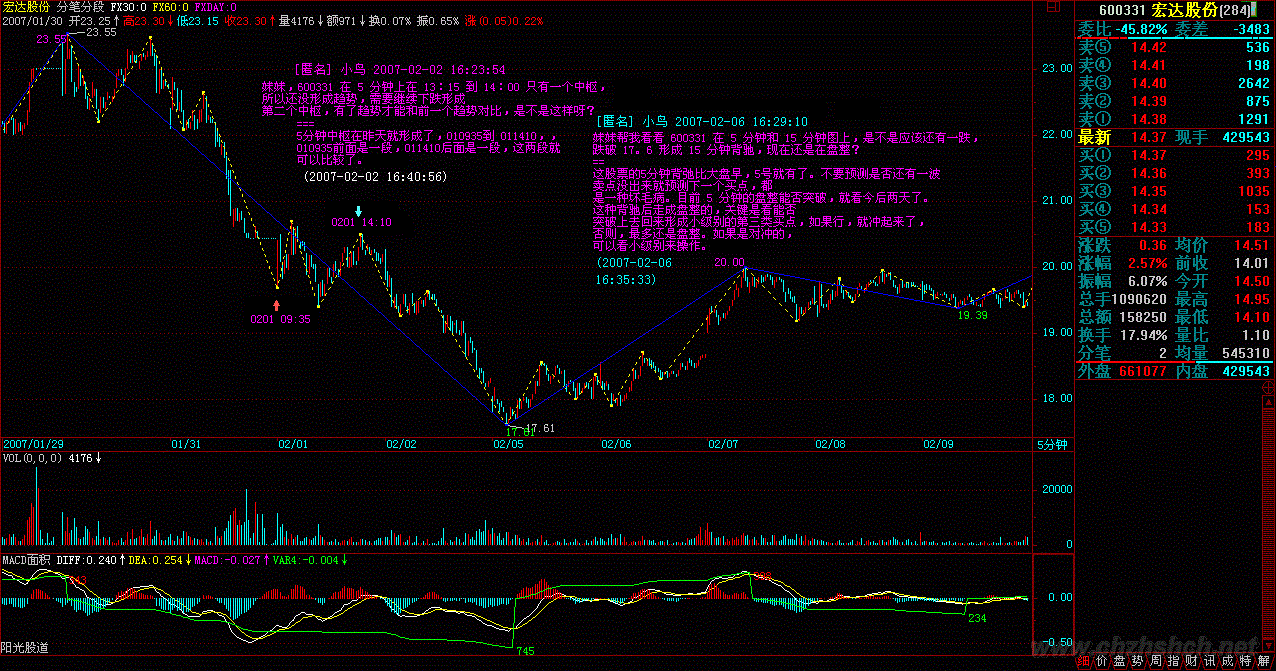 宏达股份 分笔分段 FX30:0 FX60:0 FXDAY:0
2007/01/30 开23.25↑高23.30↓低23.15 收23.30↑量4176↓额971↓换0.07% 振0.65% 涨(0.05)0.22%
23.55
23.55
[匿名] 小鸟 2007-02-02 16:23:54
妹妹，600331 在 5 分钟上在 13：15 到 14：00 只有一个中枢，
所以还没形成趋势，需要继续下跌形成
第二个中枢，有了趋势才能和前一个趋势对比，是不是这样呀？
===
5分钟中枢在昨天就形成了，010935到 011410，，
010935前面是一段，011410后面是一段，这两段就
可以比较了。
(2007-02-02 16:40:56)
[匿名] 小鸟 2007-02-06 16:29:10
妹妹帮我看看 600331 在 5 分钟和 15 分钟图上，是不是应该还有一跌，
跌破 17。6 形成 15 分钟背驰，现在还是在盘整？
==
这股票的5分钟背驰比大盘早，5号就有了。不要预测是否还有一波
卖点没出来就预测下一个买点，都
是一种坏毛病。目前 5 分钟的盘整能否突破，就看今后两天了。
这种背驰后走成盘整的，关键是看能否
突破上去回来形成小级别的第三类买点，如果行，就冲起来了，
否则，最多还是盘整。如果是对冲的，
可以看小级别来操作。
(2007-02-06
16:35:33)
0201 14:10
0201 09:35
20.00
19.39
17.61
17.61
23.00
22.00
21.00
20.00
19.00
18.00
2007/01/29 01/31 02/01 02/02 02/05 02/06 02/07 02/08 02/09 5分钟
VOL(0,0,0) 4176↓
20000
0
MACD面积 DIFF:0.240↑DEA:0.254↓MACD:-0.027↑VAR4:-0.004↓
745
234
0.00
-0.50
阳光股道
600331 宏达股份(284)
委比 -45.82% 委差 -3483
卖⑤ 14.42 536
卖④ 14.41 198
卖③ 14.40 2642
卖② 14.39 875
卖① 14.38 1291
最新 14.37 现手 429543
买① 14.37 295
买② 14.36 393
买③ 14.35 1035
买④ 14.34 153
买⑤ 14.33 183
涨跌 0.36 均价 14.51
涨幅 2.57% 前收 14.01
振幅 6.07% 今开 14.50
总手1090620 最高 14.95
总额 158250 最低 14.10
换手 17.94% 量比 1.10
分笔 2 均量 545310
外盘 661077 内盘 429543
www.chzhshch.net
细 价 盘 势 周 指 财 讯 成 特 解